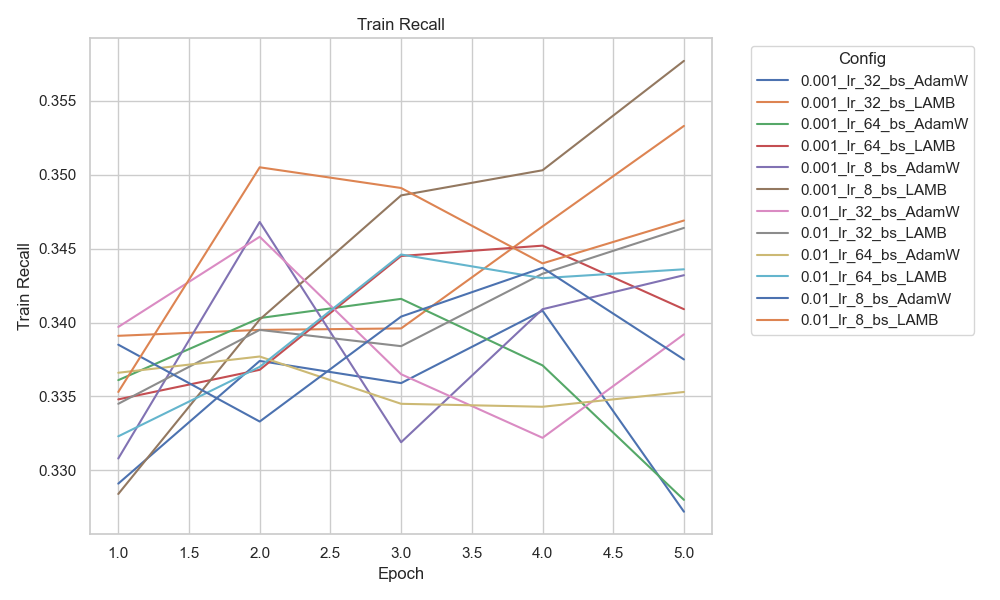 Train Recall
Train Recall
0.355
0.350
0.345
0.340
0.335
0.330
1.0 1.5 2.0 2.5 3.0 3.5 4.0 4.5 5.0
Epoch
Config
0.001_lr_32_bs_AdamW
0.001_lr_32_bs_LAMB
0.001_lr_64_bs_AdamW
0.001_lr_64_bs_LAMB
0.001_lr_8_bs_AdamW
0.001_lr_8_bs_LAMB
0.01_lr_32_bs_AdamW
0.01_lr_32_bs_LAMB
0.01_lr_64_bs_AdamW
0.01_lr_64_bs_LAMB
0.01_lr_8_bs_AdamW
0.01_lr_8_bs_LAMB